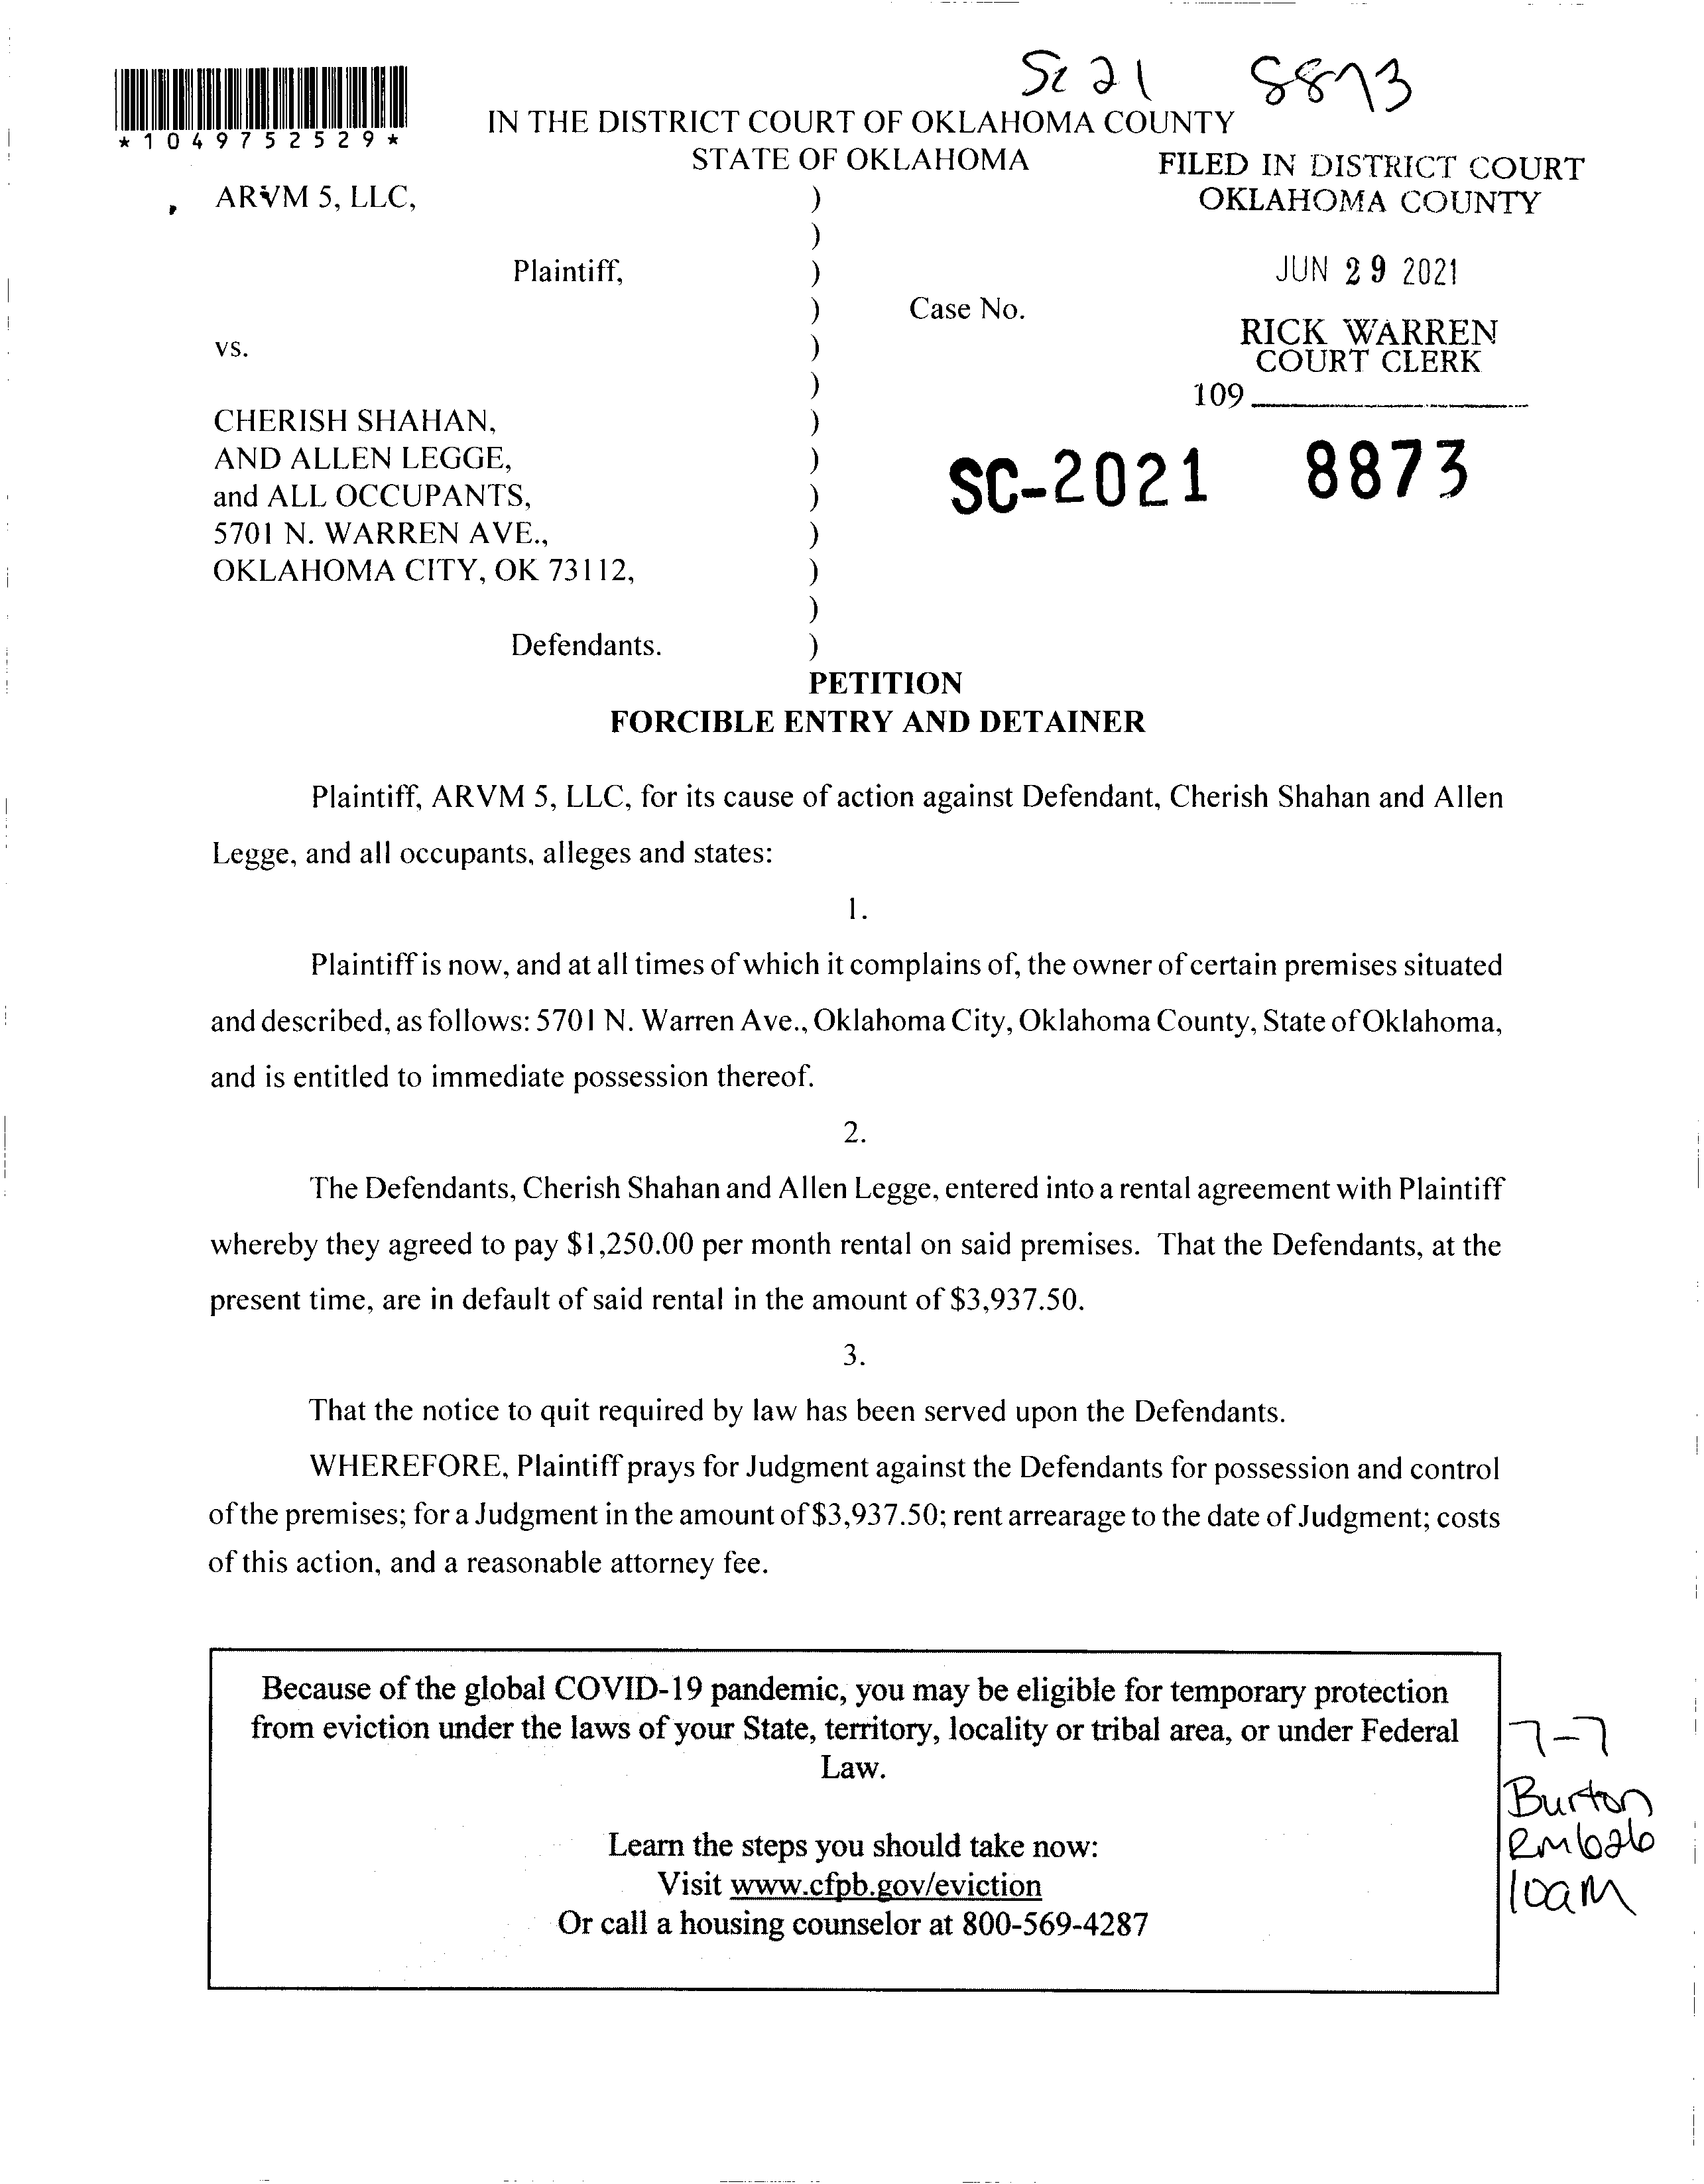 Sc 21 8873
*1049752529*
IN THE DISTRICT COURT OF OKLAHOMA COUNTY
STATE OF OKLAHOMA
FILED IN DISTRICT COURT
OKLAHOMA COUNTY
ARVM 5, LLC, )
)
Plaintiff, )
JUN 29 2021
) Case No.
vs. )
RICK WARREN
COURT CLERK
)
109
CHERISH SHAHAN, )
AND ALLEN LEGGE, )
SC-2021 8873
and ALL OCCUPANTS, )
5701 N. WARREN AVE., )
OKLAHOMA CITY, OK 73112, )
)
Defendants. )
PETITION
FORCIBLE ENTRY AND DETAINER
Plaintiff, ARVM 5, LLC, for its cause of action against Defendant, Cherish Shahan and Allen
Legge, and all occupants, alleges and states:
1.
Plaintiff is now, and at all times of which it complains of, the owner of certain premises situated
and described, as follows: 5701 N. Warren Ave., Oklahoma City, Oklahoma County, State of Oklahoma,
and is entitled to immediate possession thereof.
2.
The Defendants, Cherish Shahan and Allen Legge, entered into a rental agreement with Plaintiff
whereby they agreed to pay $1,250.00 per month rental on said premises. That the Defendants, at the
present time, are in default of said rental in the amount of $3,937.50.
3.
That the notice to quit required by law has been served upon the Defendants.
WHEREFORE, Plaintiff prays for Judgment against the Defendants for possession and control
of the premises; for a Judgment in the amount of $3,937.50; rent arrearage to the date of Judgment; costs
of this action, and a reasonable attorney fee.
Because of the global COVID-19 pandemic, you may be eligible for temporary protection
from eviction under the laws of your State, territory, locality or tribal area, or under Federal
Law.
Learn the steps you should take now:
Visit www.cfpb.gov/eviction
Or call a housing counselor at 800-569-4287
7-7
Burton
Rm626
10am